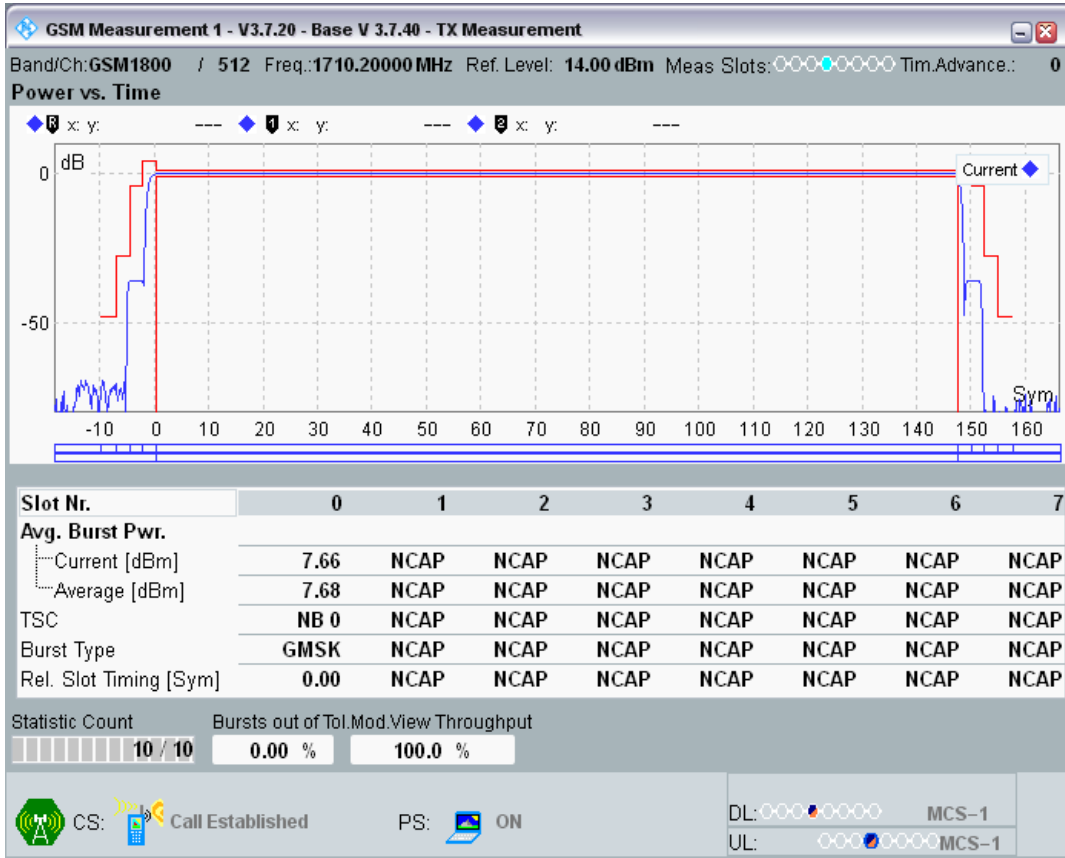 GSM Measurement 1 - V3.7.20 - Base V 3.7.40 - TX Measurement
Band/Ch:GSM1800 / 512 Freq.:1710.20000 MHz Ref. Level: 14.00 dBm Meas Slots: Tim.Advance.: 0
Power vs. Time
R x: y: --- 1 x: y: --- 2 x: y: ---
dB
Current
0
-50
Sym
-10 0 10 20 30 40 50 60 70 80 90 100 110 120 130 140 150 160
Slot Nr. 0 1 2 3 4 5 6 7
Avg. Burst Pwr.
Current [dBm] 7.66 NCAP NCAP NCAP NCAP NCAP NCAP NCAP
Average [dBm] 7.68 NCAP NCAP NCAP NCAP NCAP NCAP NCAP
TSC NB 0 NCAP NCAP NCAP NCAP NCAP NCAP NCAP
Burst Type GMSK NCAP NCAP NCAP NCAP NCAP NCAP NCAP
Rel. Slot Timing [Sym] 0.00 NCAP NCAP NCAP NCAP NCAP NCAP NCAP
Statistic Count Bursts out of Tol. Mod.View Throughput
10 / 10 0.00 % 100.0 %
CS: Call Established PS: ON
DL: MCS-1
UL: MCS-1